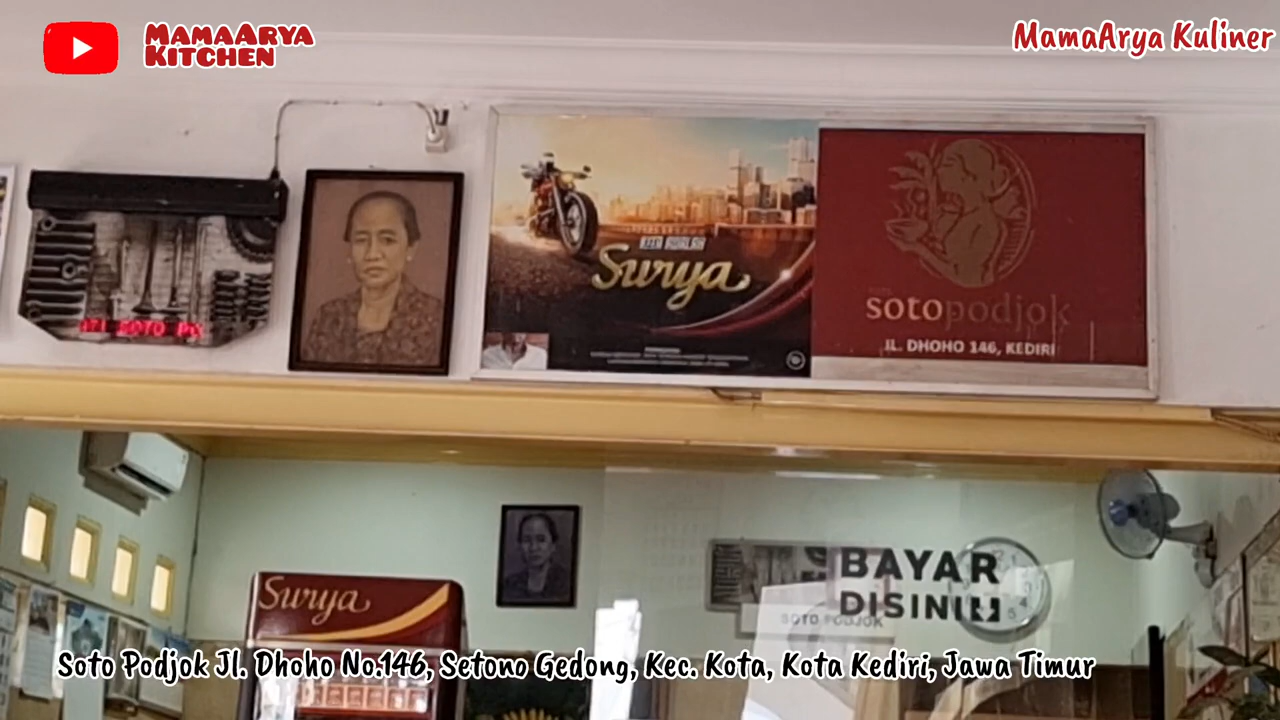 MAMAARYA
KITCHEN
MamaArya Kuliner
SOTO
Surya
sotopodjok
JL. DHOHO 146, KEDIRI
BAYAR
DISINI
SOTO PODJOK
Surya
Soto Podjok Jl. Dhoho No.146, Setono Gedong, Kec. Kota, Kota Kediri, Jawa Timur